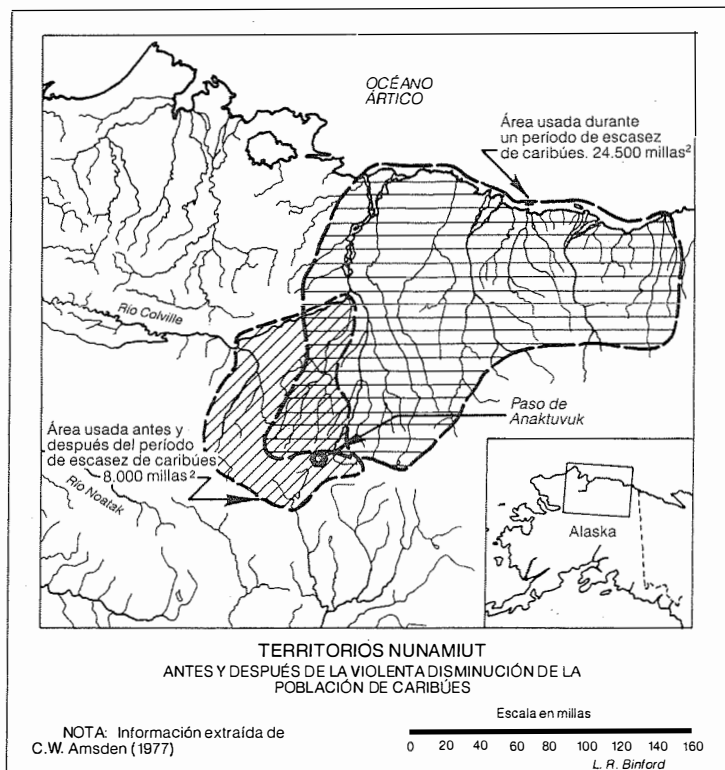 OCÉANO
ÁRTICO
Área usada durante
un período de escasez
de caribúes. 24.500 millas²
Río Colville
Paso de
Anaktuvuk
Área usada antes y
después del período
de escasez de caribúes
8.000 millas²
Río Noatak
Alaska
TERRITORIOS NUNAMIUT
ANTES Y DESPUÉS DE LA VIOLENTA DISMINUCIÓN DE LA
POBLACIÓN DE CARIBÚES
NOTA: Información extraída de
C.W. Amsden (1977)
Escala en millas
0 20 40 60 80 100 120 140 160
L. R. Binford